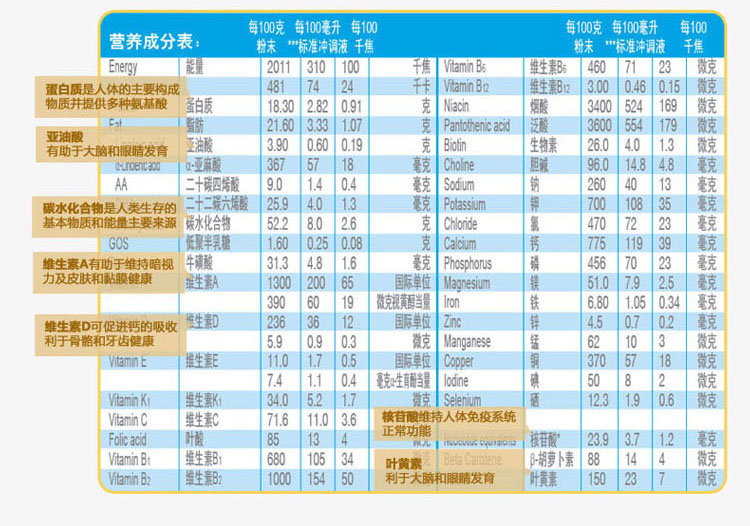 营养成分表:
每100克 每100毫升 每100
粉末 ***标准冲调液 千焦
每100克 每100毫升 每100
粉末 ***标准冲调液 千焦
Energy 能量 2011 310 100 千焦
481 74 24 千卡
蛋白质是人体的主要构成
物质并提供多种氨基酸
蛋白质 18.30 2.82 0.91 克
Fat 脂肪 21.60 3.33 1.07 克
亚油酸
有助于大脑和眼睛发育
亚油酸 3.90 0.60 0.19 克
α-Linolenic acid α-亚麻酸 367 57 18 毫克
AA 二十碳四烯酸 9.0 1.4 0.4 毫克
二十二碳六烯酸 25.9 4.0 1.3 毫克
碳水化合物是人类生存的
基本物质和能量主要来源
碳水化合物 52.2 8.0 2.6 克
GOS 低聚半乳糖 1.60 0.25 0.08 克
牛磺酸 31.3 4.8 1.6 毫克
维生素A有助于维持暗视
力及皮肤和黏膜健康
维生素A 1300 200 65 国际单位
390 60 19 微克视黄醇当量
维生素D 236 36 12 国际单位
维生素D可促进钙的吸收
利于骨骼和牙齿健康
5.9 0.9 0.3 微克
Vitamin E 维生素E 11.0 1.7 0.5 国际单位
7.4 1.1 0.4 毫克α-生育酚当量
Vitamin K1 维生素K1 34.0 5.2 1.7 微克
Vitamin C 维生素C 71.6 11.0 3.6
Folic acid 叶酸 85 13 4 微克
Vitamin B1 维生素B1 680 105 34
Vitamin B2 维生素B2 1000 154 50 微克
Vitamin B6 维生素B6 460 71 23 微克
Vitamin B12 维生素B12 3.00 0.46 0.15 微克
Niacin 烟酸 3400 524 169 微克
Pantothenic acid 泛酸 3600 554 179 微克
Biotin 生物素 26.0 4.0 1.3 微克
Choline 胆碱 96.0 14.8 4.8 毫克
Sodium 钠 260 40 13 毫克
Potassium 钾 700 108 35 毫克
Chloride 氯 470 72 23 毫克
Calcium 钙 775 119 39 毫克
Phosphorus 磷 456 70 23 毫克
Magnesium 镁 51.0 7.9 2.5 毫克
Iron 铁 6.80 1.05 0.34 毫克
Zinc 锌 4.5 0.7 0.2 毫克
Manganese 锰 62 10 3 微克
Copper 铜 370 57 18 微克
Iodine 碘 50 8 2 微克
Selenium 硒 12.3 1.9 0.6 微克
核苷酸维持人体免疫系统
正常功能
Nucleotide equivalents 核苷酸* 23.9 3.7 1.2 毫克
Beta Carotene β-胡萝卜素 88 14 4 微克
叶黄素
利于大脑和眼睛发育
叶黄素 150 23 7 微克